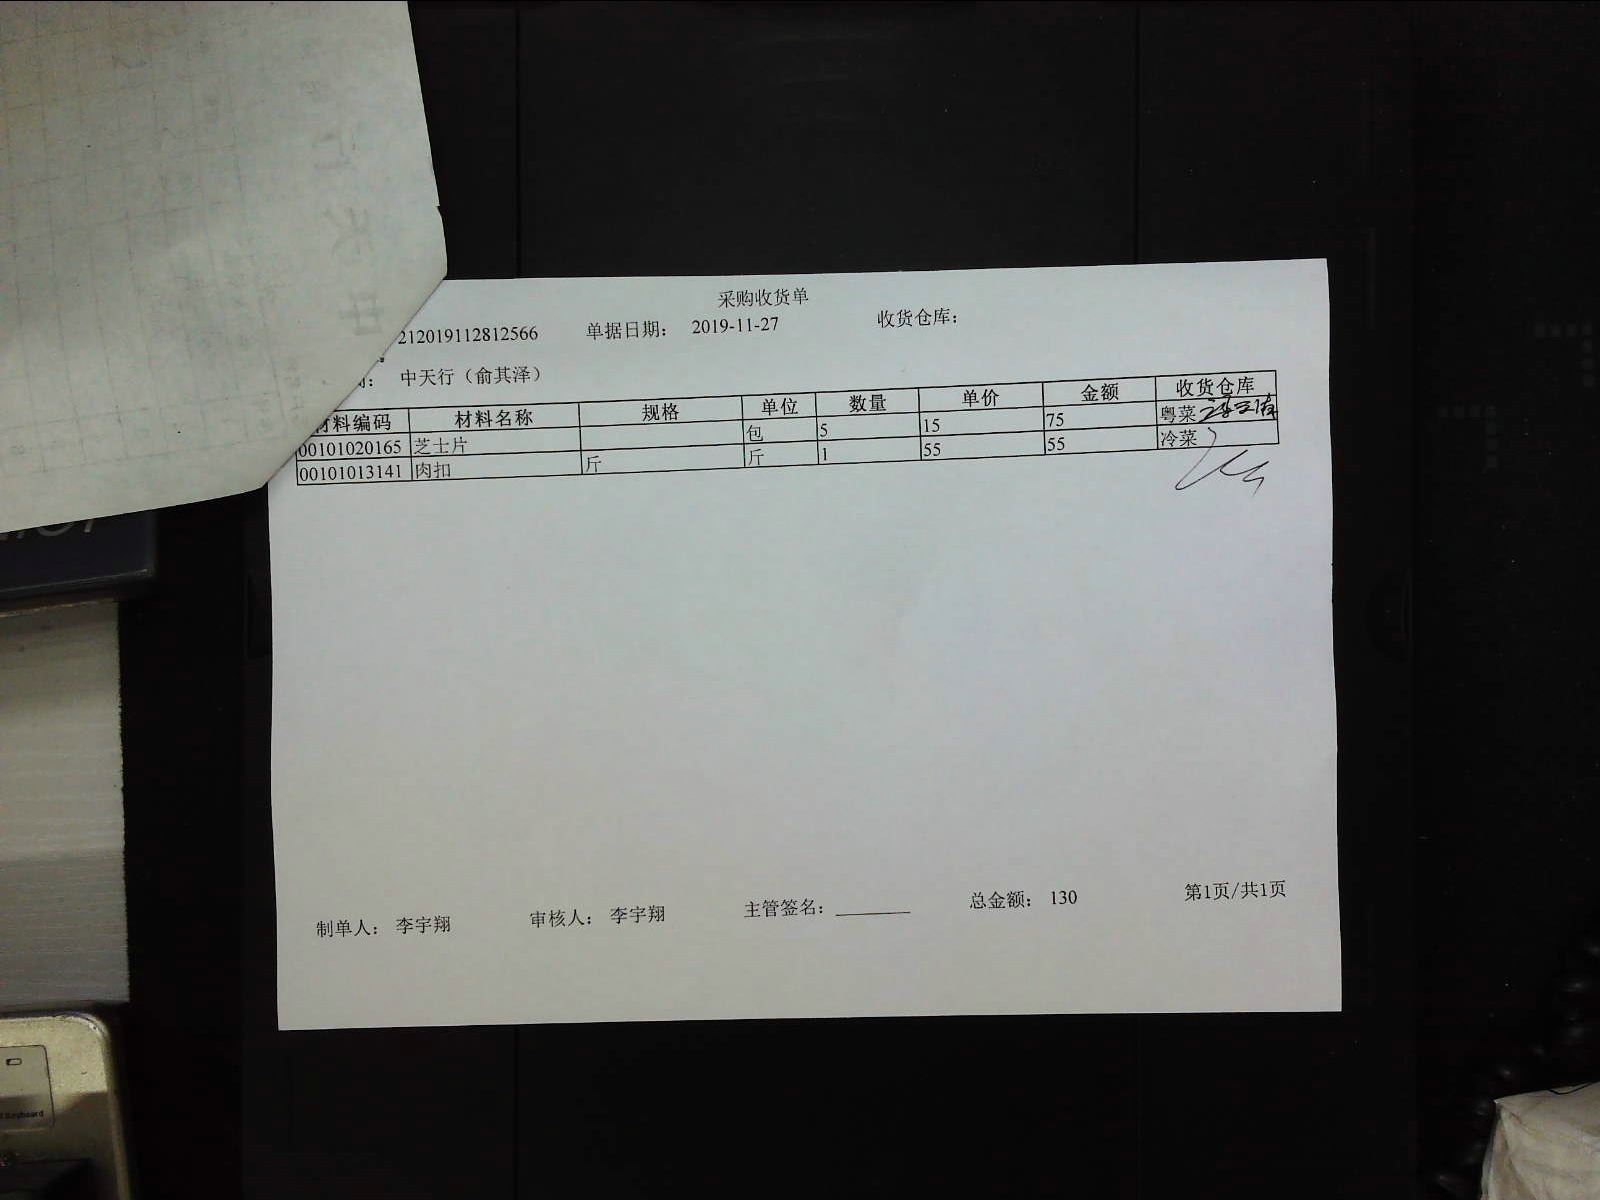 采购收货单
212019112812566 单据日期： 2019-11-27 收货仓库：
： 中天行（俞其泽）
材料编码 材料名称 规格 单位 数量 单价 金额 收货仓库
00101020165 芝士片 包 5 15 75 粤菜
00101013141 肉扣 斤 斤 1 55 55 冷菜
制单人： 李宇翔 审核人： 李宇翔 主管签名： 总金额： 130 第1页/共1页
Keyboard